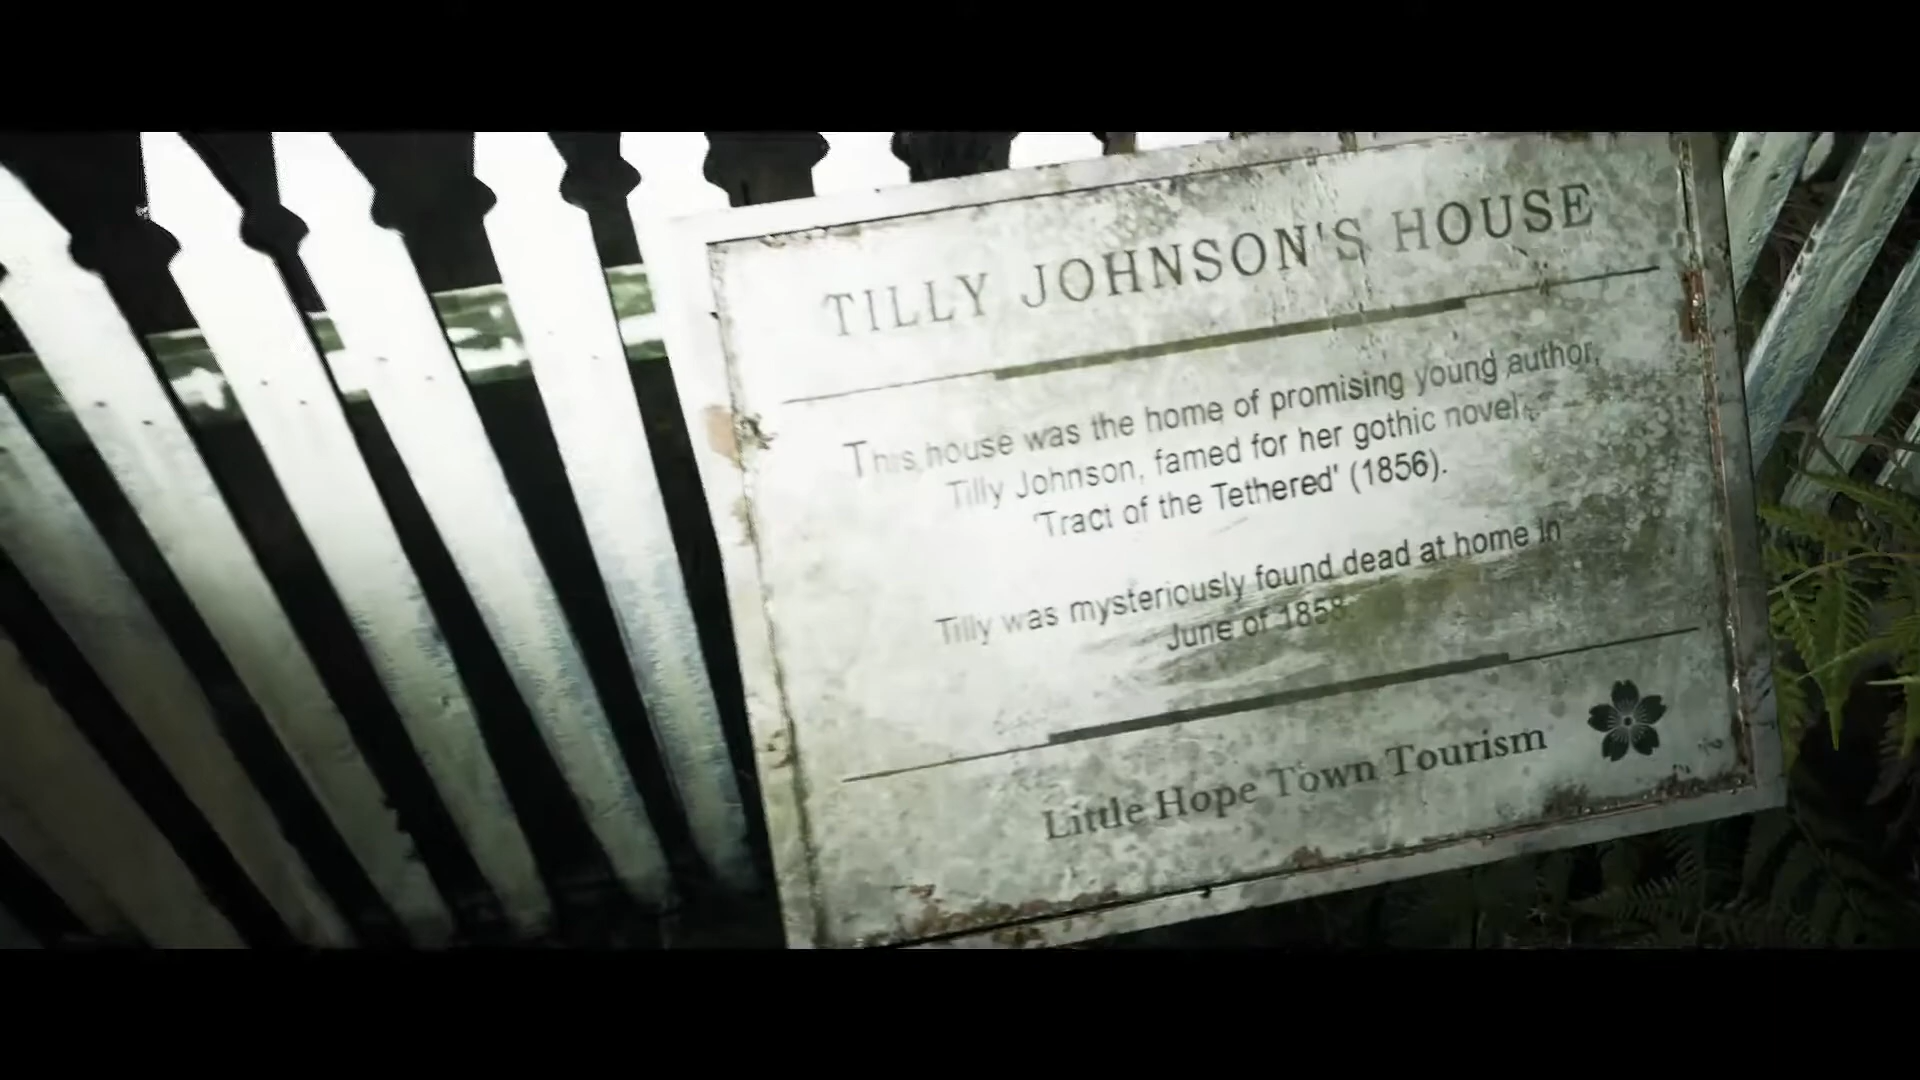 TILLY JOHNSON'S HOUSE
This house was the home of promising young author,
Tilly Johnson, famed for her gothic novel,
'Tract of the Tethered' (1856).
Tilly was mysteriously found dead at home in
June of 1858.
Little Hope Town Tourism